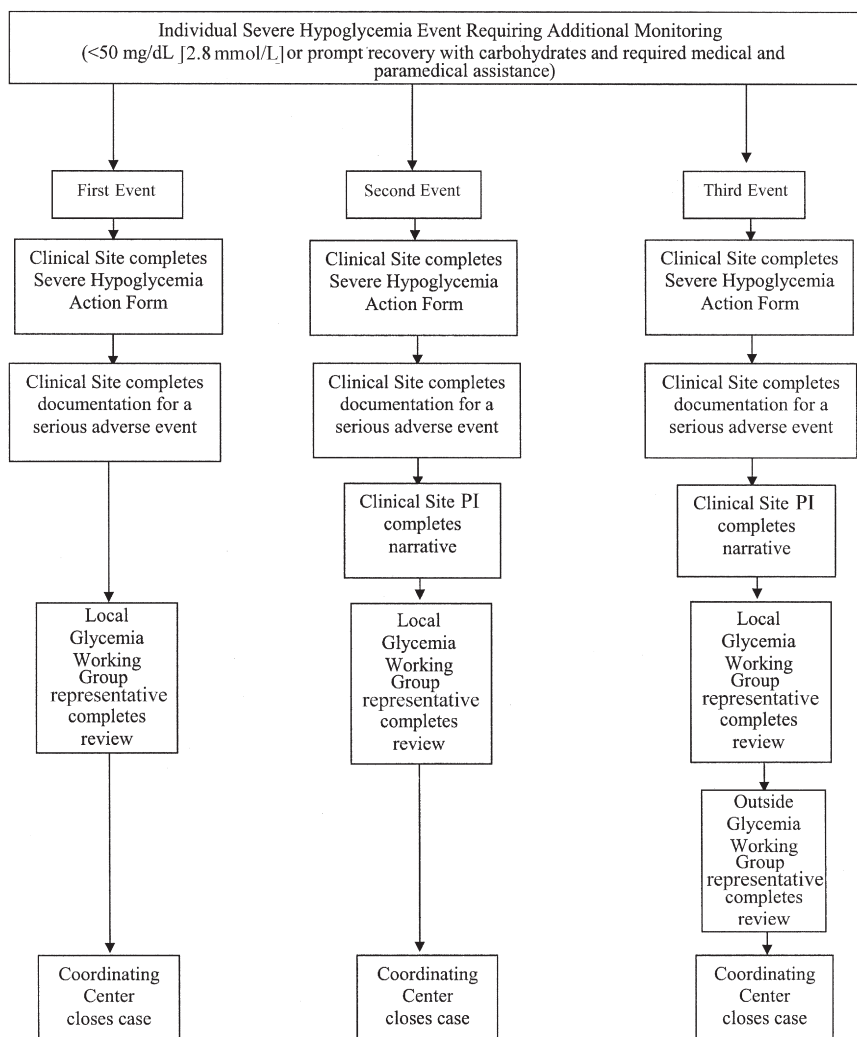 Individual Severe Hypoglycemia Event Requiring Additional Monitoring
(<50 mg/dL ⌋2.8 mmol/L] or prompt recovery with carbohydrates and required medical and
paramedical assistance)
First Event
Second Event
Third Event
Clinical Site completes
Severe Hypoglycemia
Action Form
Clinical Site completes
Severe Hypoglycemia
Action Form
Clinical Site completes
Severe Hypoglycemia
Action Form
Clinical Site completes
documentation for a
serious adverse event
Clinical Site completes
documentation for a
serious adverse event
Clinical Site completes
documentation for a
serious adverse event
Clinical Site PI
completes
narrative
Clinical Site PI
completes
narrative
Local
Glycemia
Working
Group
representative
completes
review
Local
Glycemia
Working
Group
representative
completes
review
Local
Glycemia
Working
Group
representative
completes
review
Outside
Glycemia
Working
Group
representative
completes
review
Coordinating
Center
closes case
Coordinating
Center
closes case
Coordinating
Center
closes case